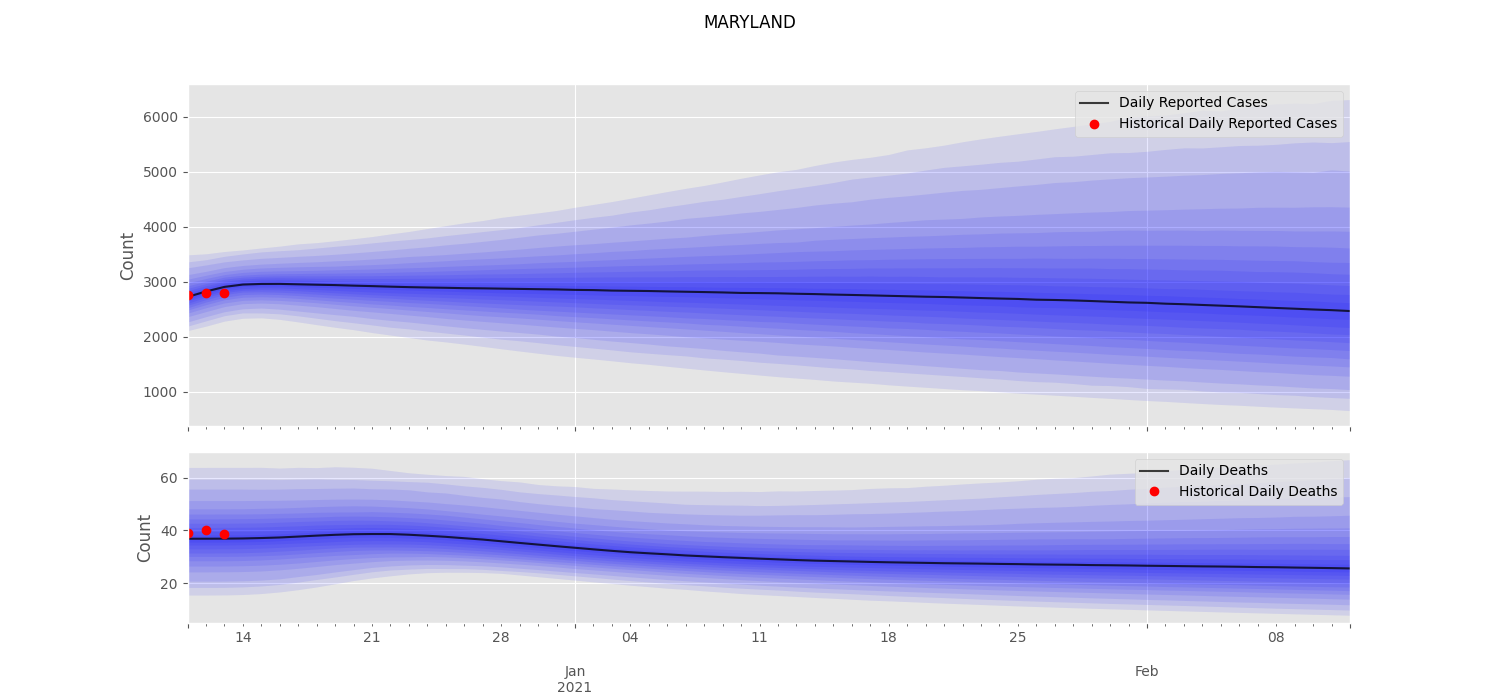 MARYLAND
Daily Reported Cases
Historical Daily Reported Cases
6000
5000
4000
3000
2000
1000
Count
Daily Deaths
Historical Daily Deaths
60
40
20
Count
14 21 28 04 11 18 25 08
Jan Feb
2021